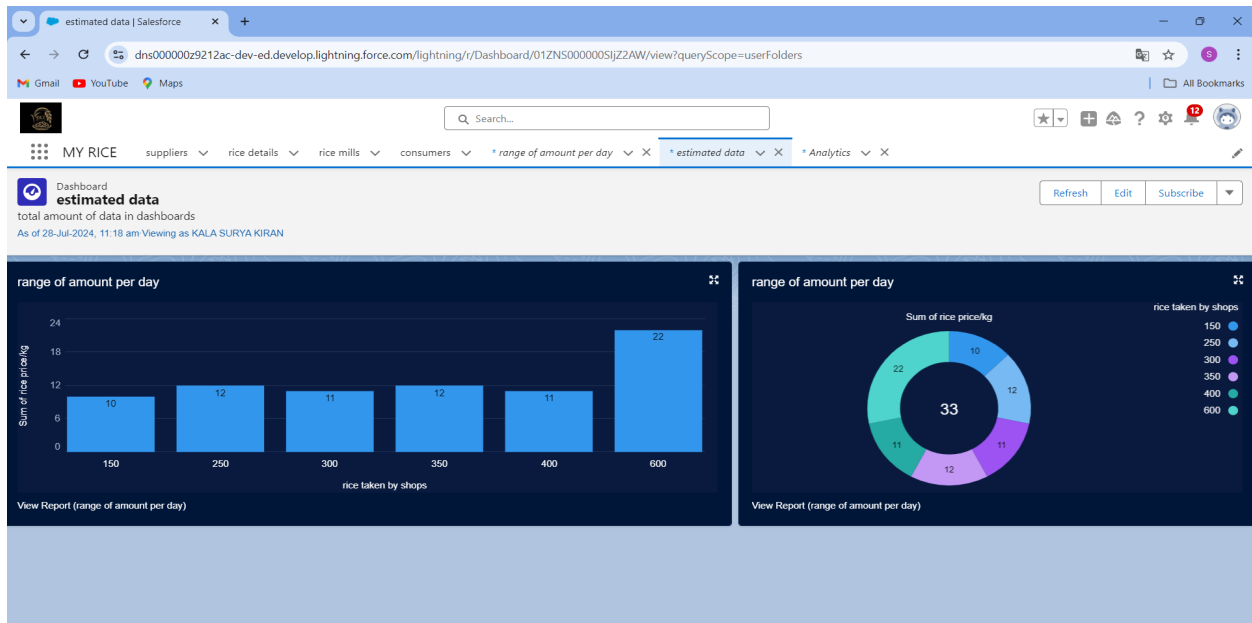 estimated data | Salesforce
dns000000z9212ac-dev-ed.develop.lightning.force.com/lightning/r/Dashboard/01ZNS000000SIjZ2AW/view?queryScope=userFolders
S
Gmail YouTube Maps All Bookmarks
Search...
12
MY RICE suppliers rice details rice mills consumers * range of amount per day * estimated data * Analytics
Dashboard
estimated data
total amount of data in dashboards
As of 28-Jul-2024, 11:18 am·Viewing as KALA SURYA KIRAN
Refresh Edit Subscribe
range of amount per day
Sum of rice price/kg
24
18
12
6
0
10 12 11 12 11 22
150 250 300 350 400 600
rice taken by shops
View Report (range of amount per day)
range of amount per day
Sum of rice price/kg
rice taken by shops
150
250
300
350
400
600
10
12
11
12
11
22
33
View Report (range of amount per day)